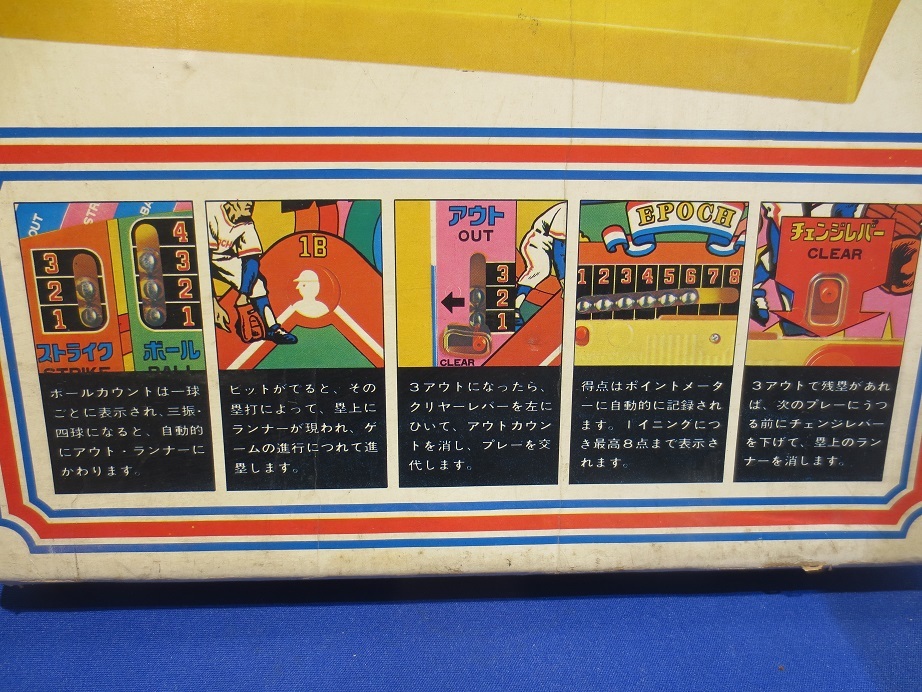 OUT
3
2
1
4
3
2
1
ストライク
STRIKE
ボール
BALL
ボールカウントは一球
ごとに表示され、三振・
四球になると、自動的
にアウト・ランナーに
かわります。
1B
ヒットがでると、その
塁打によって、塁上に
ランナーが現われ、ゲ
ームの進行につれて進
塁します。
アウト
OUT
3
2
1
CLEAR
3アウトになったら、
クリヤーレバーを左に
ひいて、アウトカウン
トを消し、プレーを交
代します。
EPOCH
1 2 3 4 5 6 7 8
得点はポイントメータ
ーに自動的に記録され
ます。1イニングにつ
き最高8点まで表示さ
れます。
チェンジレバー
CLEAR
3アウトで残塁があれ
ば、次のプレーにうつ
る前にチェンジレバー
を下げて、塁上のラン
ナーを消します。